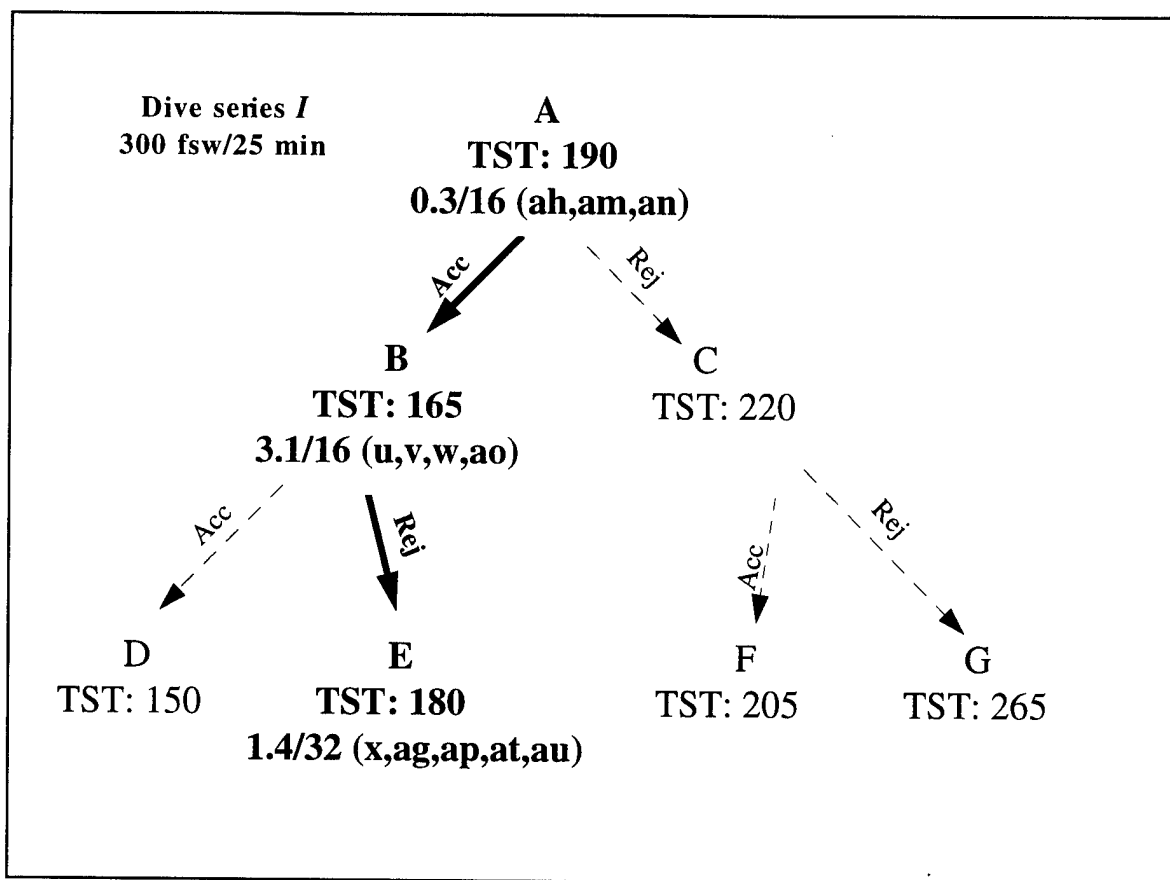 Dive series I
300 fsw/25 min
A
TST: 190
0.3/16 (ah,am,an)
Acc
Rej
B
TST: 165
3.1/16 (u,v,w,ao)
C
TST: 220
Acc
Rej
Acc
Rej
D
TST: 150
E
TST: 180
1.4/32 (x,ag,ap,at,au)
F
TST: 205
G
TST: 265